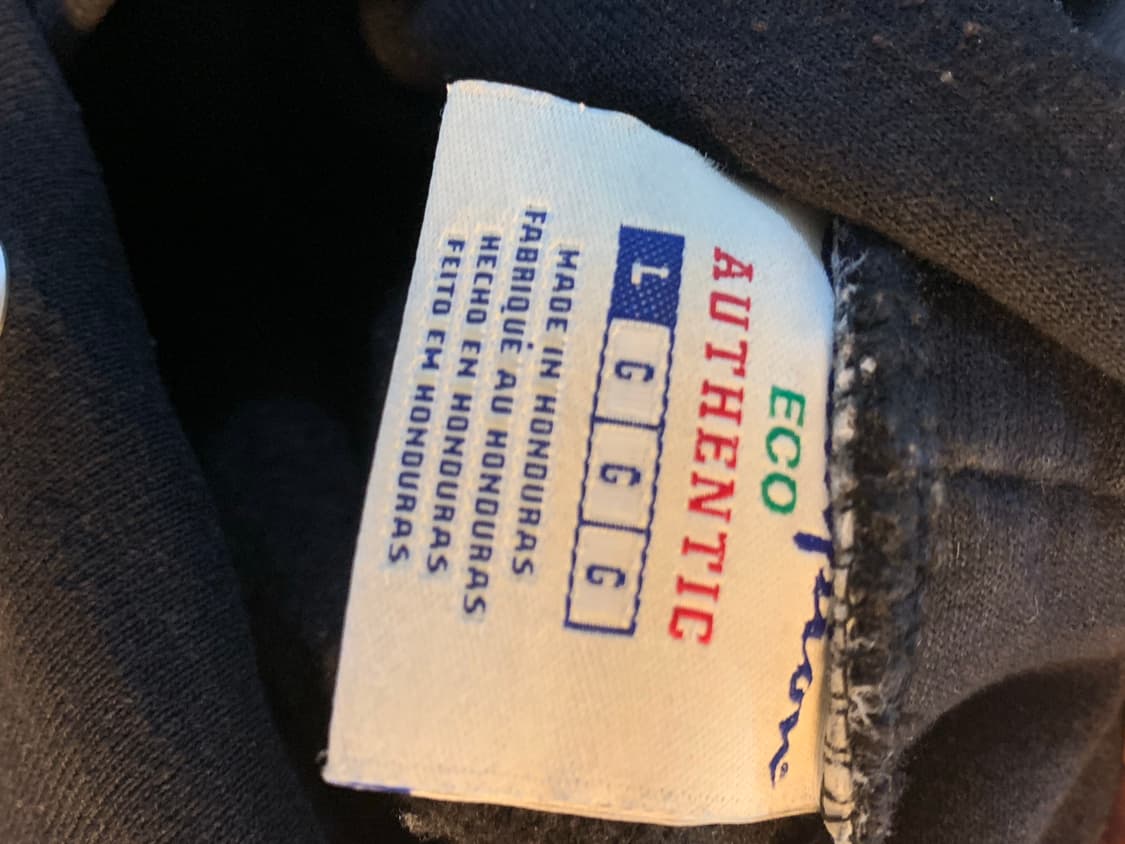 ECO
AUTHENTIC
L G G G
MADE IN HONDURAS
FABRIQUÉ AU HONDURAS
HECHO EN HONDURAS
FEITO EM HONDURAS